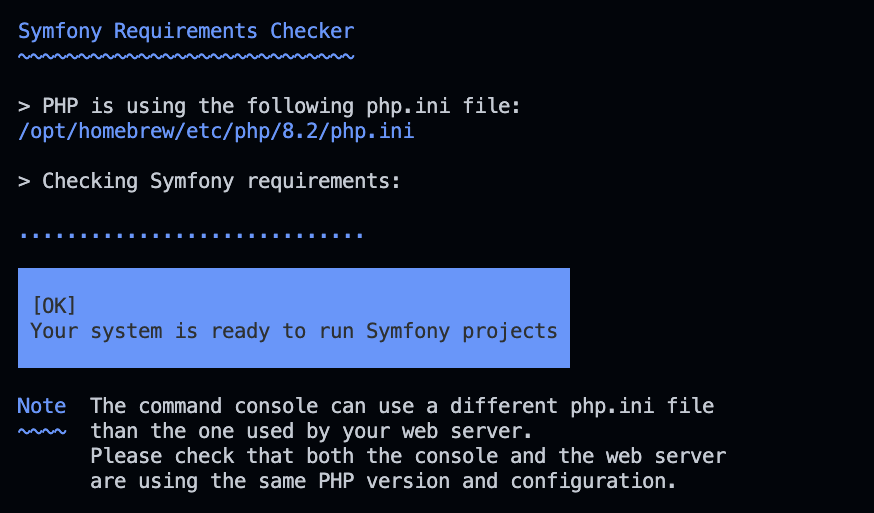 Symfony Requirements Checker
~~~~~~~~~~~~~~~~~~~~~~~~~~~~
> PHP is using the following php.ini file:
/opt/homebrew/etc/php/8.2/php.ini
> Checking Symfony requirements:
.............................
[OK]
Your system is ready to run Symfony projects
Note  The command console can use a different php.ini file
~~~~  than the one used by your web server.
Please check that both the console and the web server
are using the same PHP version and configuration.